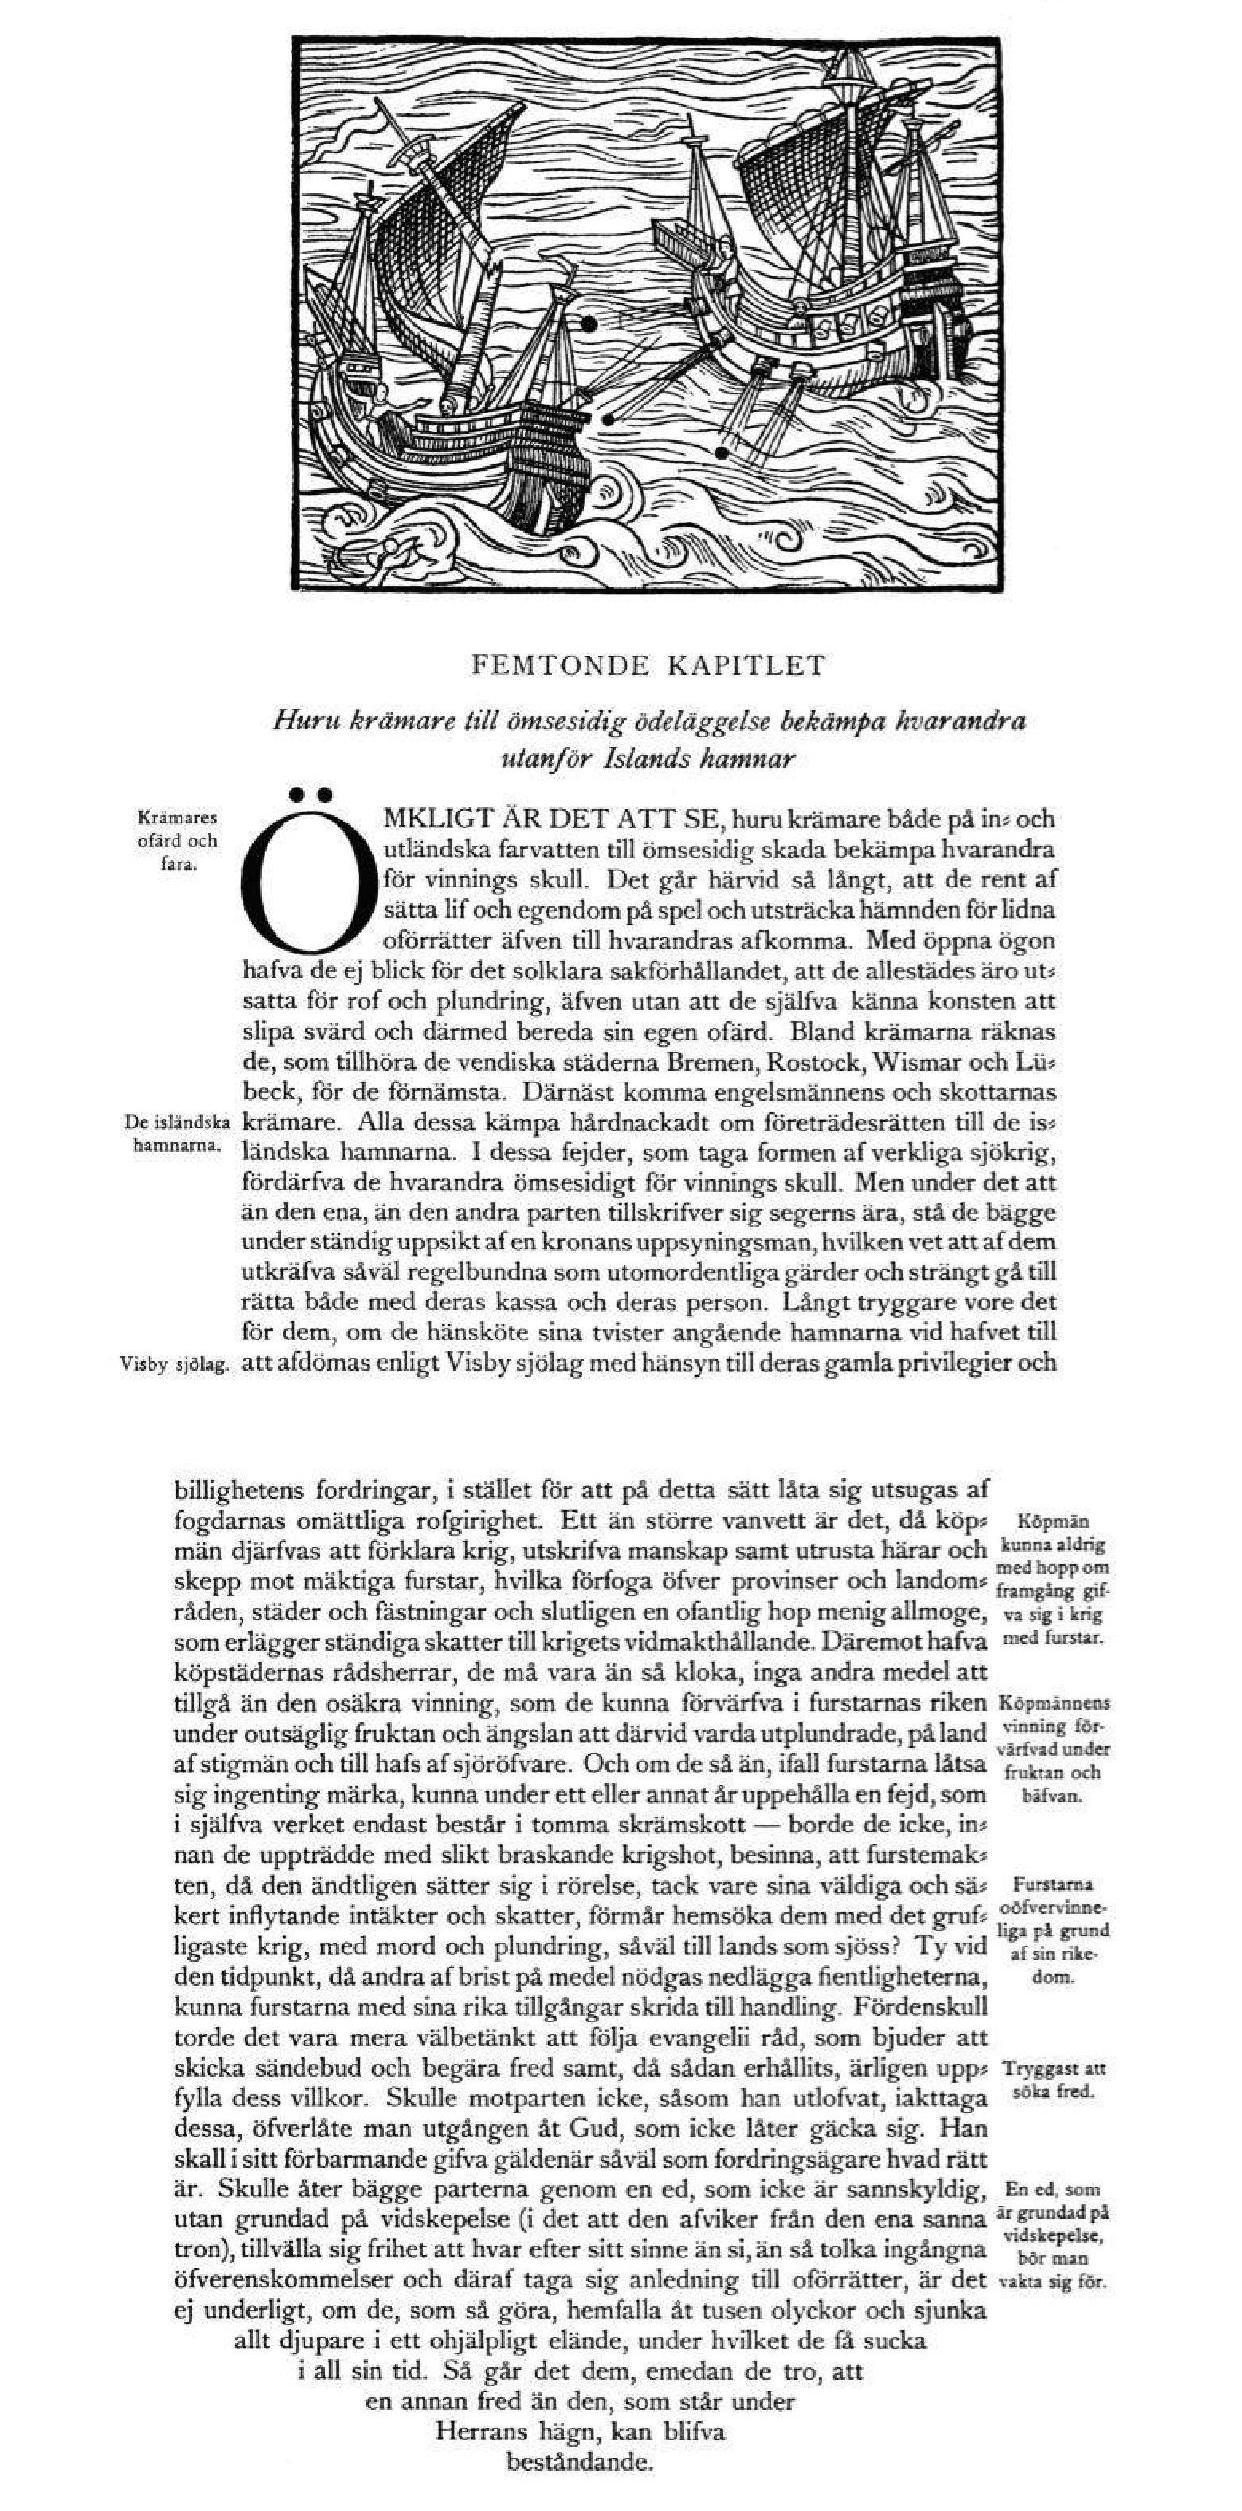 FEMTONDE KAPITLET
Huru krämare till ömsesidig ödeläggelse bekämpa hvarandra
utanför Islands hamnar
Krämares
ofärd och
fara.
ÖMKLIGT ÄR DET ATT SE, huru krämare både på in⸗ och
utländska farvatten till ömsesidig skada bekämpa hvarandra
för vinnings skull. Det går härvid så långt, att de rent af
sätta lif och egendom på spel och utsträcka hämnden för lidna
oförrätter äfven till hvarandras afkomma. Med öppna ögon
hafva de ej blick för det solklara sakförhållandet, att de allestädes äro ut⸗
satta för rof och plundring, äfven utan att de själfva känna konsten att
slipa svärd och därmed bereda sin egen ofärd. Bland krämarna räknas
de, som tillhöra de vendiska städerna Bremen, Rostock, Wismar och Lü⸗
beck, för de förnämsta. Därnäst komma engelsmännens och skottarnas
De isländska
hamnarna.
krämare. Alla dessa kämpa hårdnackadt om företrädesrätten till de is⸗
ländska hamnarna. I dessa fejder, som taga formen af verkliga sjökrig,
fördärfva de hvarandra ömsesidigt för vinnings skull. Men under det att
än den ena, än den andra parten tillskrifver sig segerns ära, stå de bägge
under ständig uppsikt af en kronans uppsyningsman, hvilken vet att af dem
utkräfva såväl regelbundna som utomordentliga gärder och strängt gå till
rätta både med deras kassa och deras person. Långt tryggare vore det
för dem, om de hänsköte sina tvister angående hamnarna vid hafvet till
Visby sjölag.
att afdömas enligt Visby sjölag med hänsyn till deras gamla privilegier och
billighetens fordringar, i stället för att på detta sätt låta sig utsugas af
fogdarnas omättliga rofgirighet. Ett än större vanvett är det, då köp⸗
män djärfvas att förklara krig, utskrifva manskap samt utrusta härar och
skepp mot mäktiga furstar, hvilka förfoga öfver provinser och landom⸗
råden, städer och fästningar och slutligen en ofantlig hop menig allmoge,
som erlägger ständiga skatter till krigets vidmakthållande. Däremot hafva
Köpmän
kunna aldrig
med hopp om
framgång gif-
va sig i krig
med furstar.
köpstädernas rådsherrar, de må vara än så kloka, inga andra medel att
tillgå än den osäkra vinning, som de kunna förvärfva i furstarnas riken
under outsäglig fruktan och ängslan att därvid varda utplundrade, på land
af stigmän och till hafs af sjöröfvare. Och om de så än, ifall furstarna låtsa
sig ingenting märka, kunna under ett eller annat år uppehålla en fejd, som
Köpmännens
vinning för-
värfvad under
fruktan och
bäfvan.
i själfva verket endast består i tomma skrämskott — borde de icke, in⸗
nan de uppträdde med slikt braskande krigshot, besinna, att furstemak⸗
ten, då den ändtligen sätter sig i rörelse, tack vare sina väldiga och sä⸗
kert inflytande intäkter och skatter, förmår hemsöka dem med det gruf⸗
ligaste krig, med mord och plundring, såväl till lands som sjöss? Ty vid
den tidpunkt, då andra af brist på medel nödgas nedlägga fientligheterna,
Furstarna
oöfvervinne-
liga på grund
af sin rike-
dom.
kunna furstarna med sina rika tillgångar skrida till handling. Fördenskull
torde det vara mera välbetänkt att följa evangelii råd, som bjuder att
skicka sändebud och begära fred samt, då sådan erhållits, ärligen upp⸗
fylla dess villkor. Skulle motparten icke, såsom han utlofvat, iakttaga
Tryggast att
söka fred.
dessa, öfverlåte man utgången åt Gud, som icke låter gäcka sig. Han
skall i sitt förbarmande gifva gäldenär såväl som fordringsägare hvad rätt
är. Skulle åter bägge parterna genom en ed, som icke är sannskyldig,
utan grundad på vidskepelse (i det att den afviker från den ena sanna
tron), tillvälla sig frihet att hvar efter sitt sinne än si, än så tolka ingångna
öfverenskommelser och däraf taga sig anledning till oförrätter, är det
En ed, som
är grundad på
vidskepelse,
bör man
vakta sig för.
ej underligt, om de, som så göra, hemfalla åt tusen olyckor och sjunka
allt djupare i ett ohjälpligt elände, under hvilket de få sucka
i all sin tid. Så går det dem, emedan de tro, att
en annan fred än den, som står under
Herrans hägn, kan blifva
beståndande.